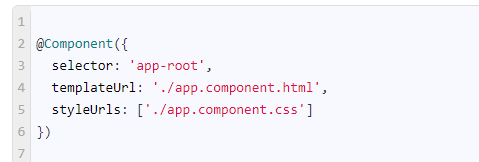 1
2 @Component({
3   selector: 'app-root',
4   templateUrl: './app.component.html',
5   styleUrls: ['./app.component.css']
6 })
7